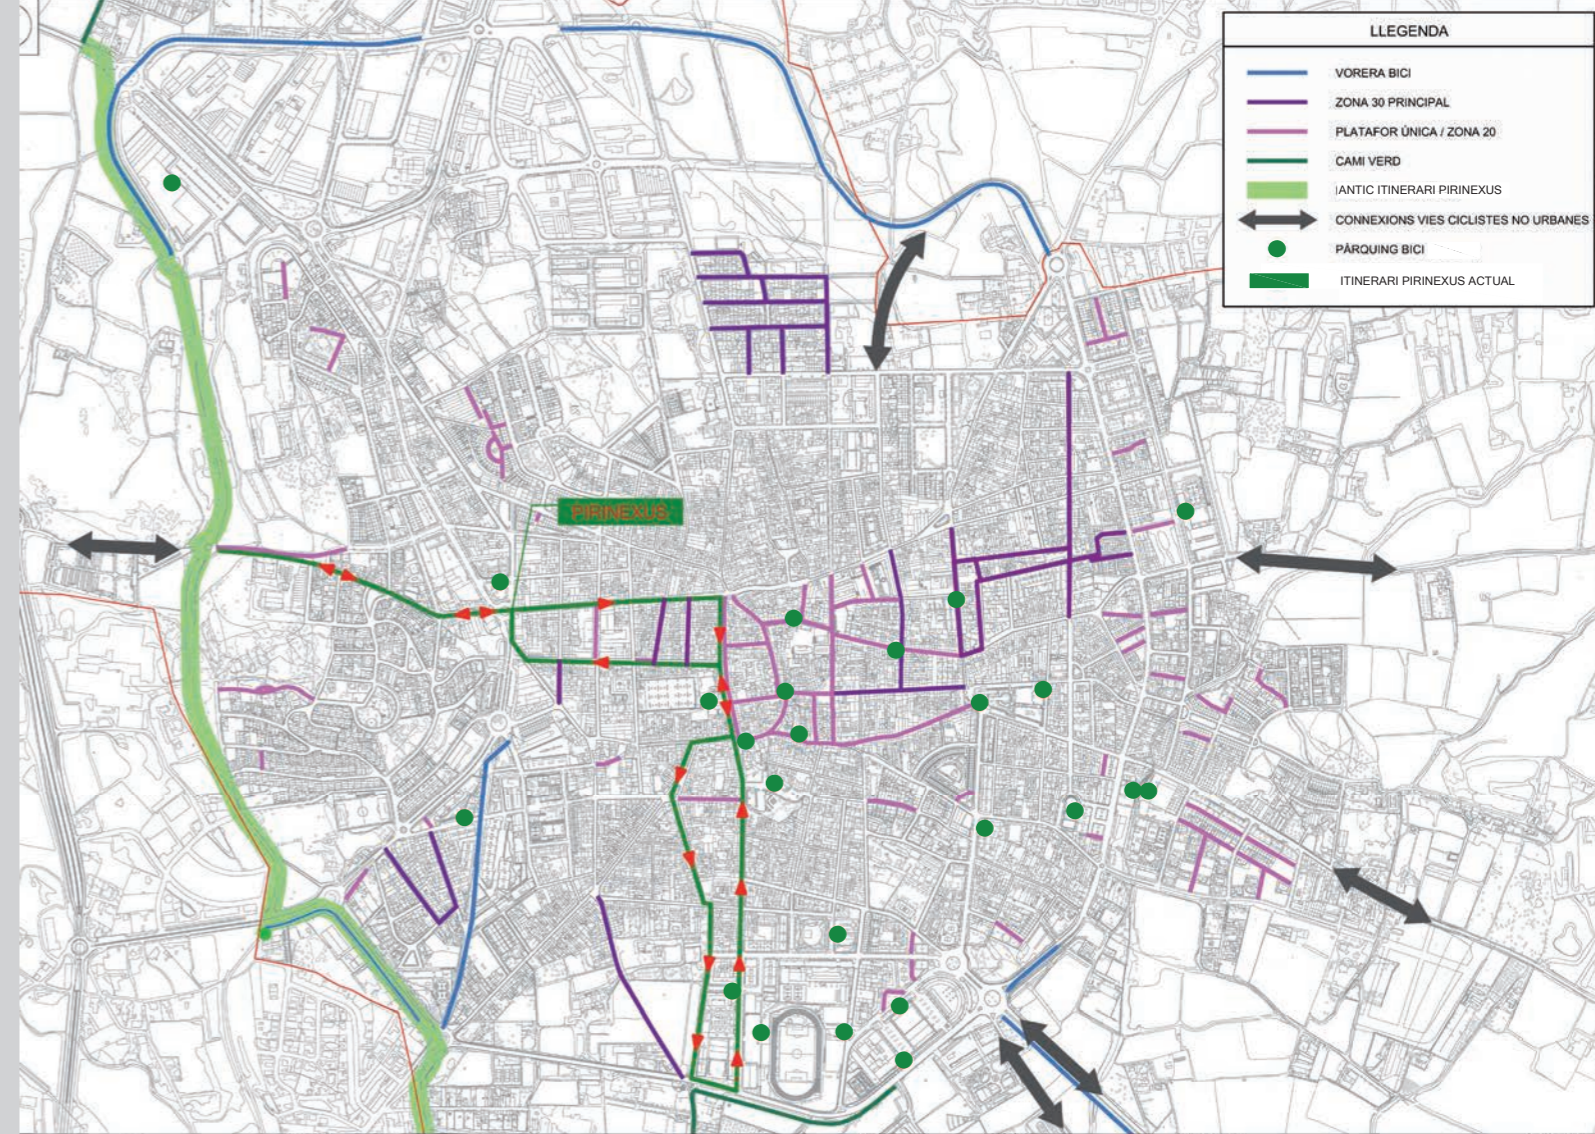 LLEGENDA
VORERA BICI
ZONA 30 PRINCIPAL
PLATAFOR ÚNICA / ZONA 20
CAMI VERD
ANTIC ITINERARI PIRINEXUS
CONNEXIONS VIES CICLISTES NO URBANES
PÀRQUING BICI
ITINERARI PIRINEXUS ACTUAL
PIRINEXUS